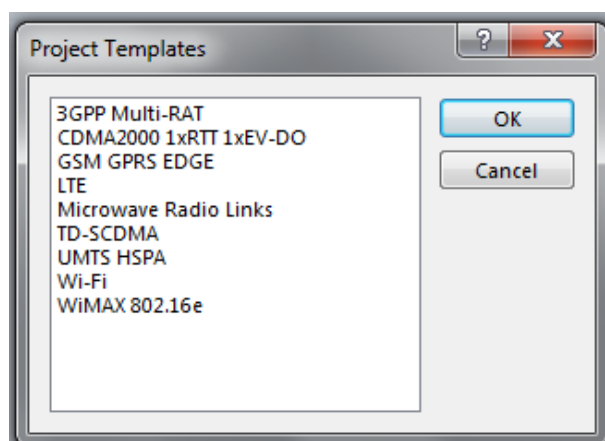 Project Templates
?
X
3GPP Multi-RAT
CDMA2000 1xRTT 1xEV-DO
GSM GPRS EDGE
LTE
Microwave Radio Links
TD-SCDMA
UMTS HSPA
Wi-Fi
WiMAX 802.16e
OK
Cancel